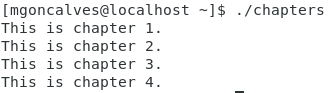 [mgoncalves@localhost ~]$ ./chapters
This is chapter 1.
This is chapter 2.
This is chapter 3.
This is chapter 4.